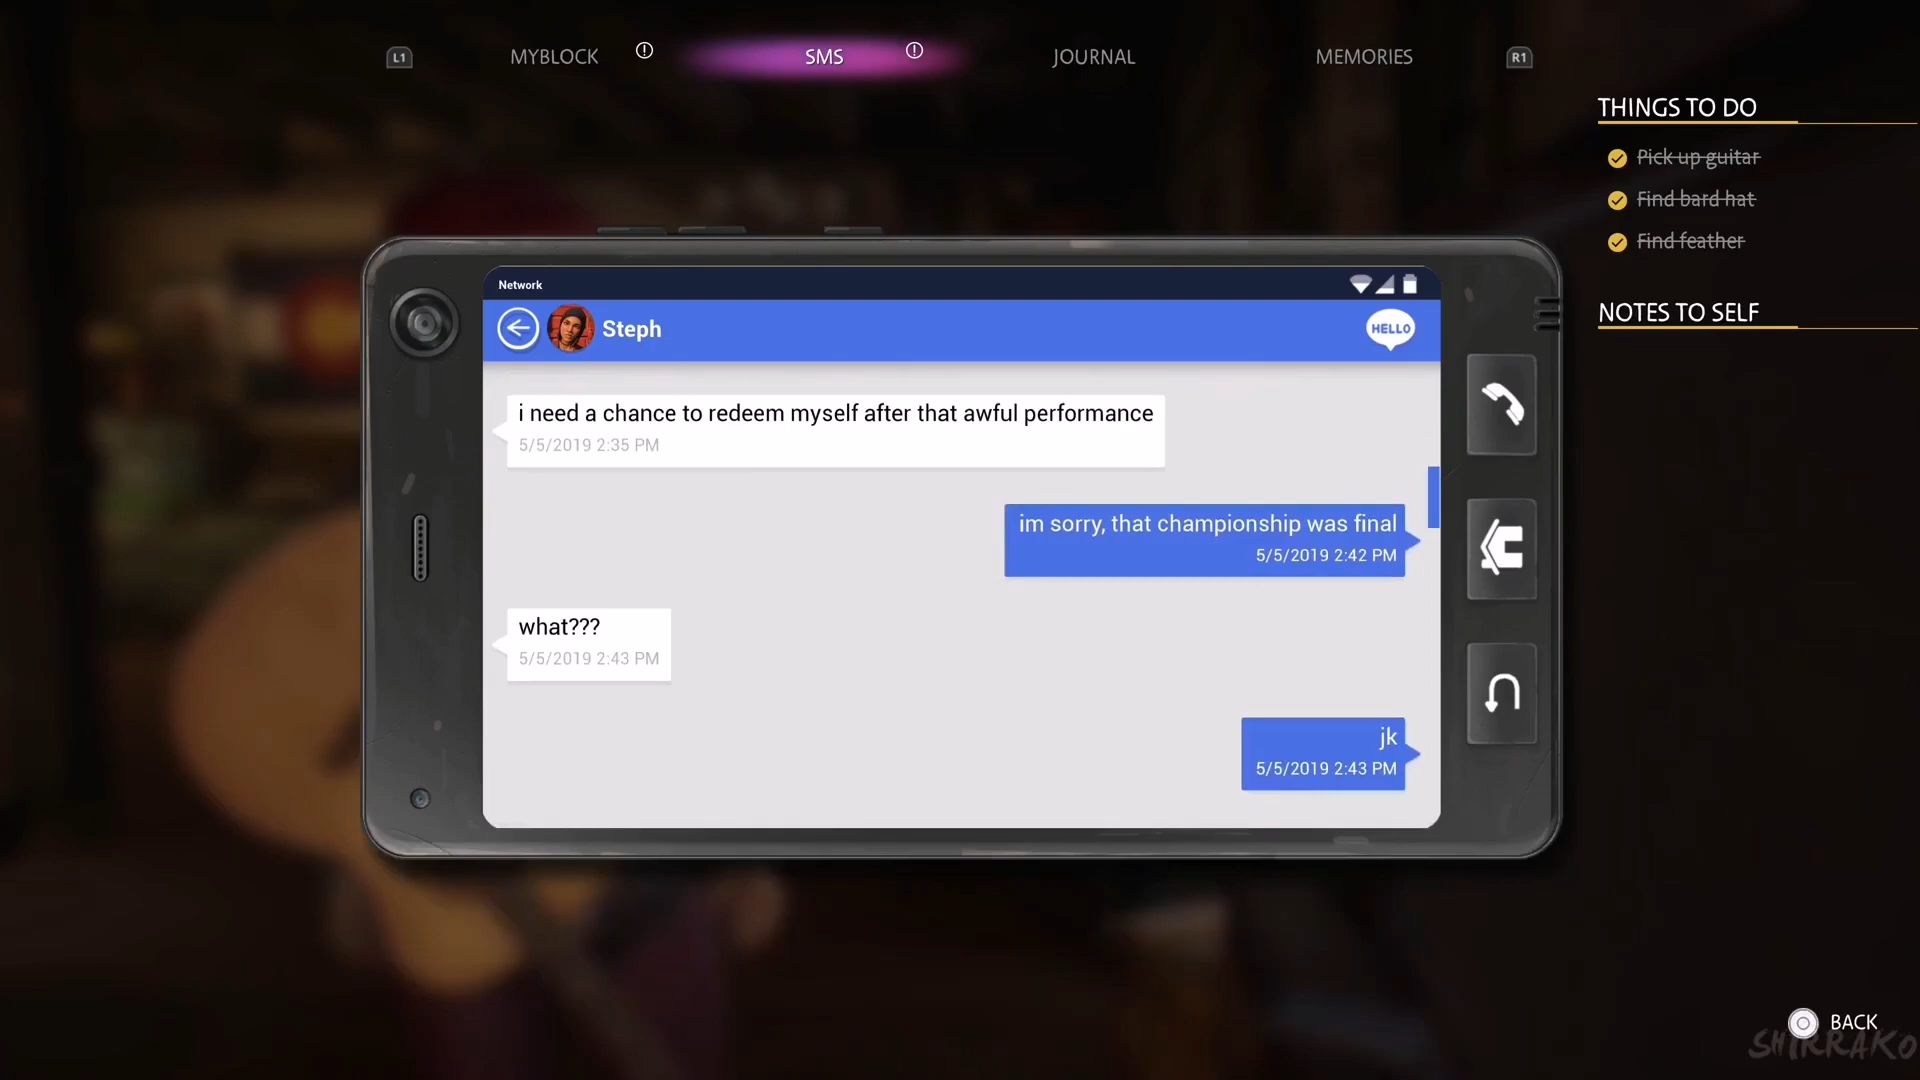 L1
MYBLOCK
SMS
JOURNAL
MEMORIES
R1
THINGS TO DO
Pick up guitar
Find bard hat
Find feather
NOTES TO SELF
Network
Steph
HELLO
i need a chance to redeem myself after that awful performance
5/5/2019 2:35 PM
im sorry, that championship was final
5/5/2019 2:42 PM
what???
5/5/2019 2:43 PM
jk
5/5/2019 2:43 PM
BACK
SHIRRAKO